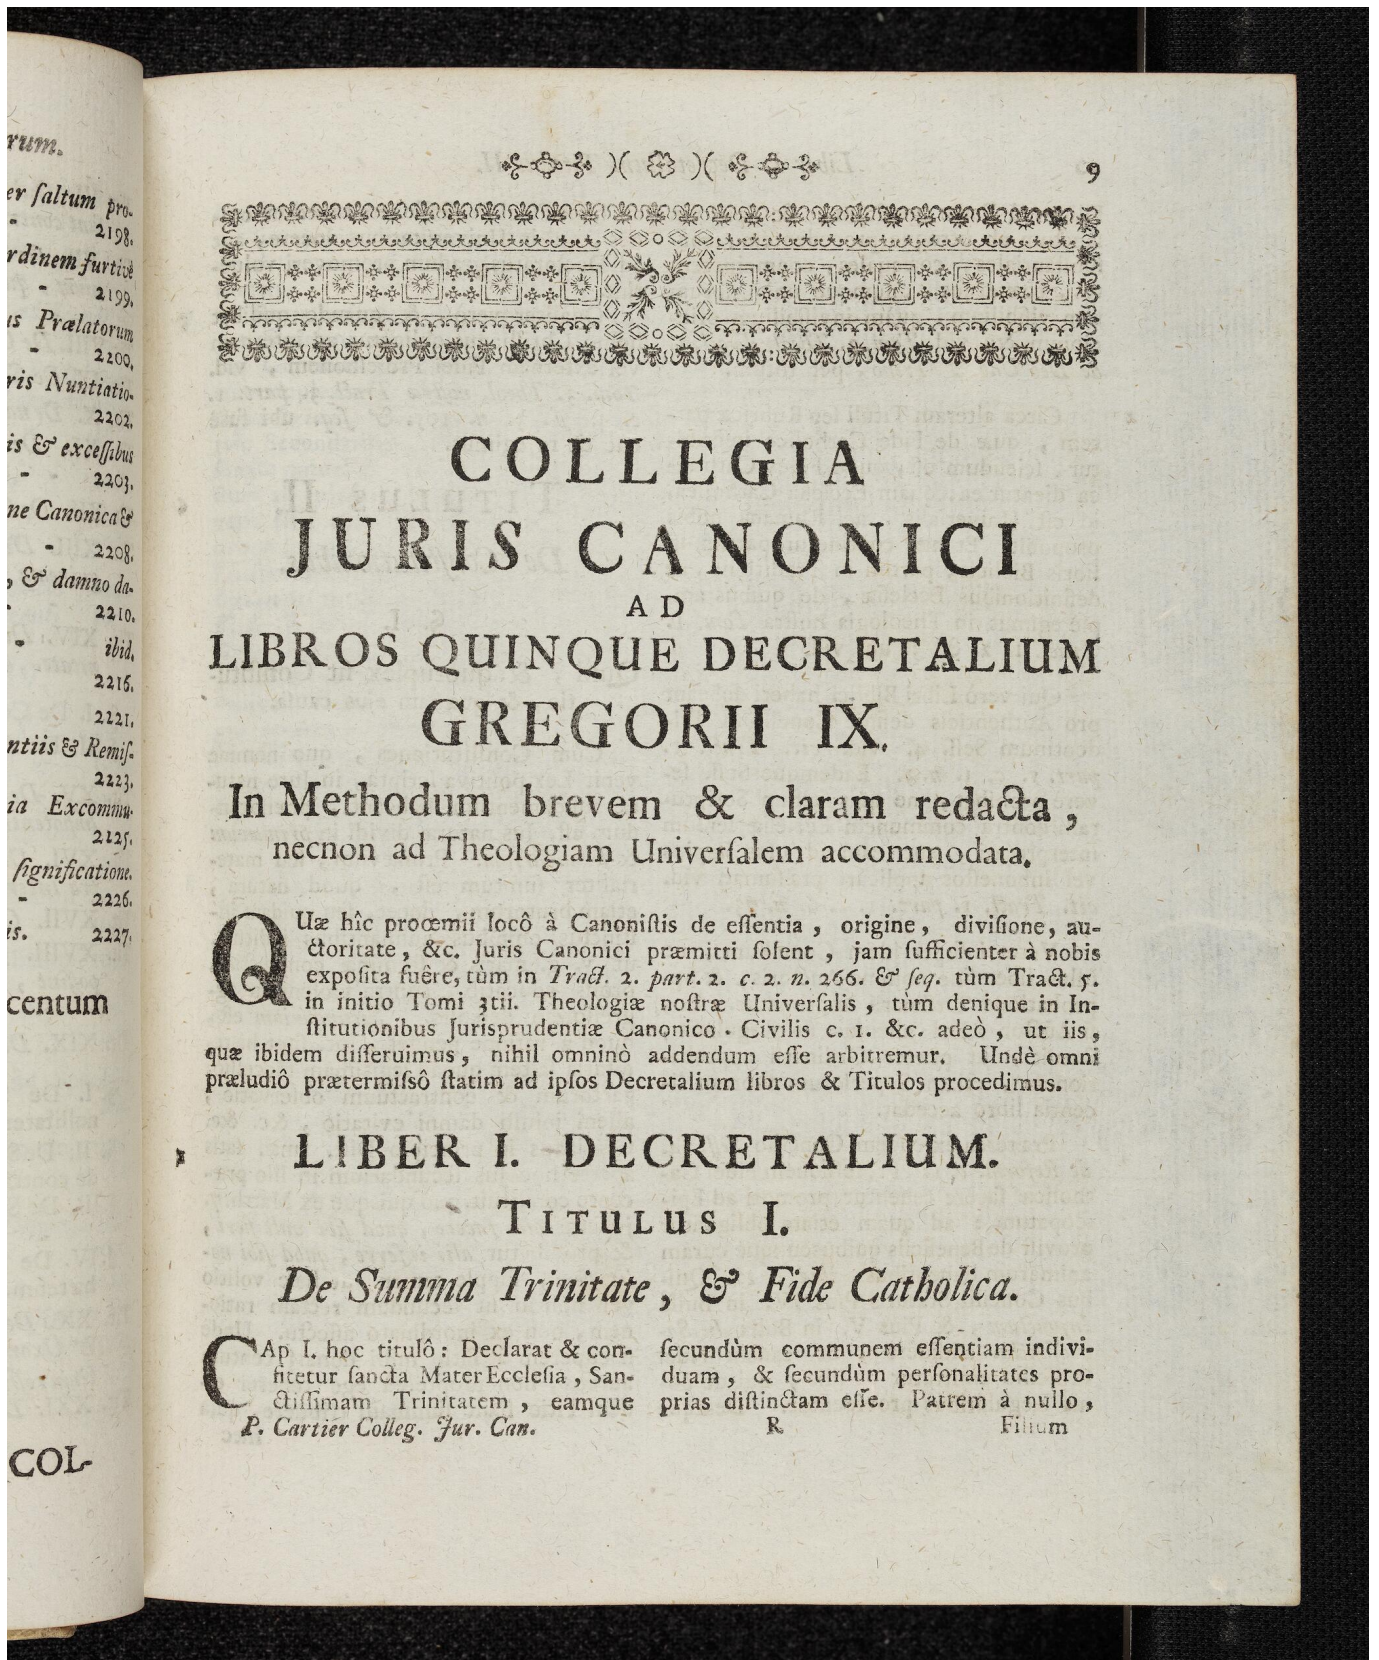 rum.
er ſaltum pro-
- 2198.
rdinem furtivè
- 2199.
us Prælatorum
- 2200.
ris Nuntiatio-
2202.
is & exceſſibus
- 2203.
ne Canonica &
- 2208.
, & damno da-
- 2210.
- ibid.
2216.
2221.
ntiis & Remiſ-
2223.
ia Excommu-
2125.
ſignificatione.
- 2226.
is. 2227.
centum
COL-
9
COLLEGIA
JURIS CANONICI
AD
LIBROS QUINQUE DECRETALIUM
GREGORII IX.
In Methodum brevem & claram redacta,
necnon ad Theologiam Univerſalem accommodata.
QUæ hîc proœmii locô à Canoniſtis de eſſentia, origine, diviſione, au-
ctoritate, &c. Juris Canonici præmitti ſolent, jam ſufficienter à nobis
expoſita fuêre, tùm in Tract. 2. part. 2. c. 2. n. 266. & ſeq. tùm Tract. 5.
in initio Tomi 3tii. Theologiæ noſtræ Univerſalis, tùm denique in In-
ſtitutionibus Jurisprudentiæ Canonico - Civilis c. 1. &c. adeò, ut iis,
quæ ibidem diſſeruimus, nihil omninò addendum eſſe arbitremur. Undè omni
præludiô prætermiſsô ſtatim ad ipſos Decretalium libros & Titulos procedimus.
LIBER I. DECRETALIUM.
TITULUS I.
De Summa Trinitate, & Fide Catholica.
CAp I. hoc titulô: Declarat & con-
fitetur ſancta Mater Eccleſia, San-
ctiſſimam Trinitatem, eamque
ſecundùm communem eſſentiam indivi-
duam, & ſecundùm perſonalitates pro-
prias diſtinctam eſſe. Patrem à nullo,
P. Cartier Colleg. Jur. Can. R Filium